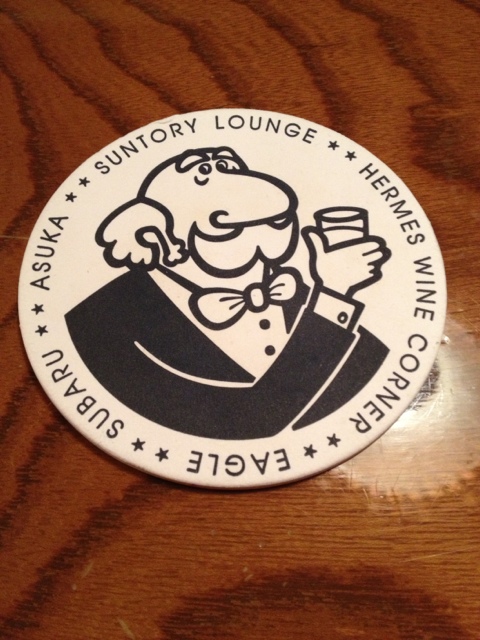 SUNTORY LOUNGE ★★ HERMES WINE CORNER ★★ EAGLE ★★ SUBARU ★★ ASUKA ★★